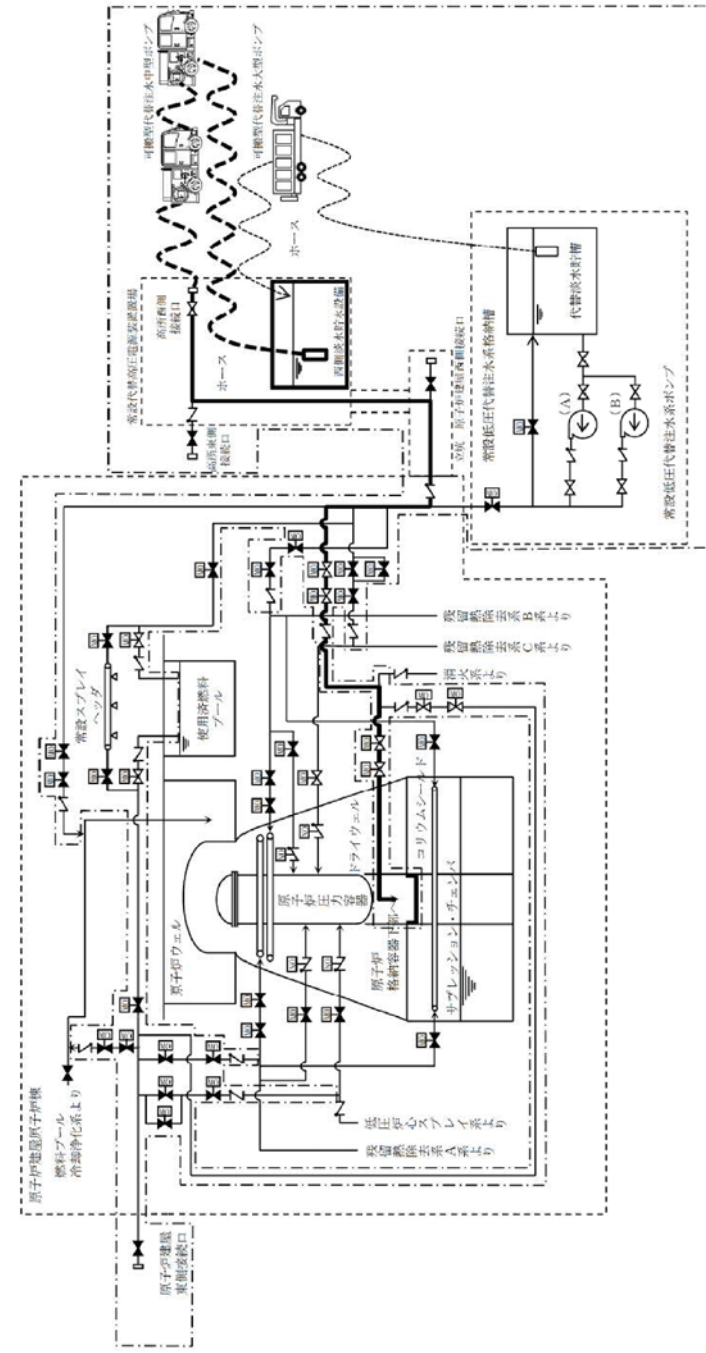 可搬型代替注水中型ポンプ
可搬型代替注水大型ポンプ
ホース
ホース
常設代替高圧電源装置置場
高所西側
接続口
西側淡水貯水設備
高所東側
接続口
立坑
原子炉建屋西側接続口
常設低圧代替注水系格納槽
代替淡水貯槽
(A)
(B)
常設低圧代替注水系ポンプ
原子炉建屋原子炉棟
燃料プール
冷却浄化系より
常設スプレイ
ヘッダ
使用済燃料
プール
原子炉ウェル
原子炉圧力容器
ドライウェル
原子炉
格納容器下部へ
コリウムシールド
サプレッション・チェンバ
残留熱除去系B系より
残留熱除去系C系より
消火系より
低圧炉心スプレイ系より
残留熱除去系A系より
原子炉建屋
東側接続口